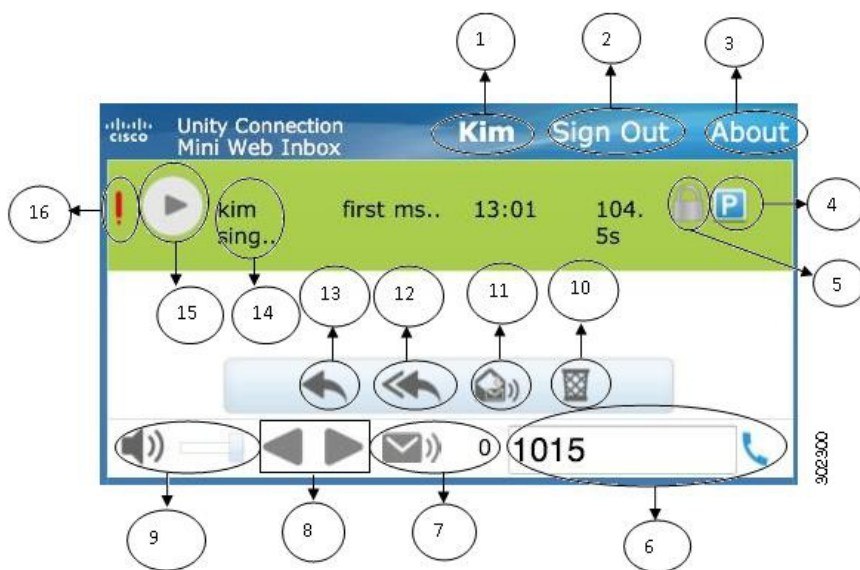 1
2
3
cisco
Unity Connection
Mini Web Inbox
Kim
Sign Out
About
16
kim
sing..
first ms..
13:01
104.
5s
P
4
5
15
14
13
12
11
10
0
1015
302300
9
8
7
6